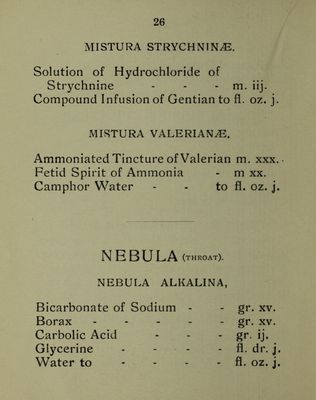 26
MISTURA STRYCHNINÆ.
Solution of Hydrochloride of
Strychnine - - - m. iij.
Compound Infusion of Gentian to fl. oz. j.
MISTURA VALERIANÆ.
Ammoniated Tincture of Valerian m. xxx.
Fetid Spirit of Ammonia - m xx.
Camphor Water - - to fl. oz. j.
NEBULA (THROAT).
NEBULA ALKALINA,
Bicarbonate of Sodium - - gr. xv.
Borax - - - - - gr. xv.
Carbolic Acid - - - gr. ij.
Glycerine - - - - fl. dr. j.
Water to - - - - fl. oz. j.